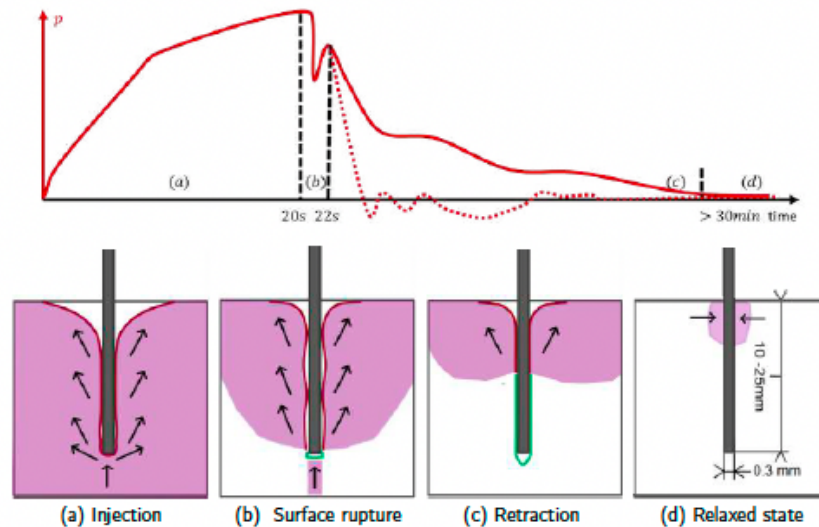 p
(a) (b) (c) (d)
20s 22s > 30min time
10 -25mm
0.3 mm
(a) Injection (b) Surface rupture (c) Retraction (d) Relaxed state